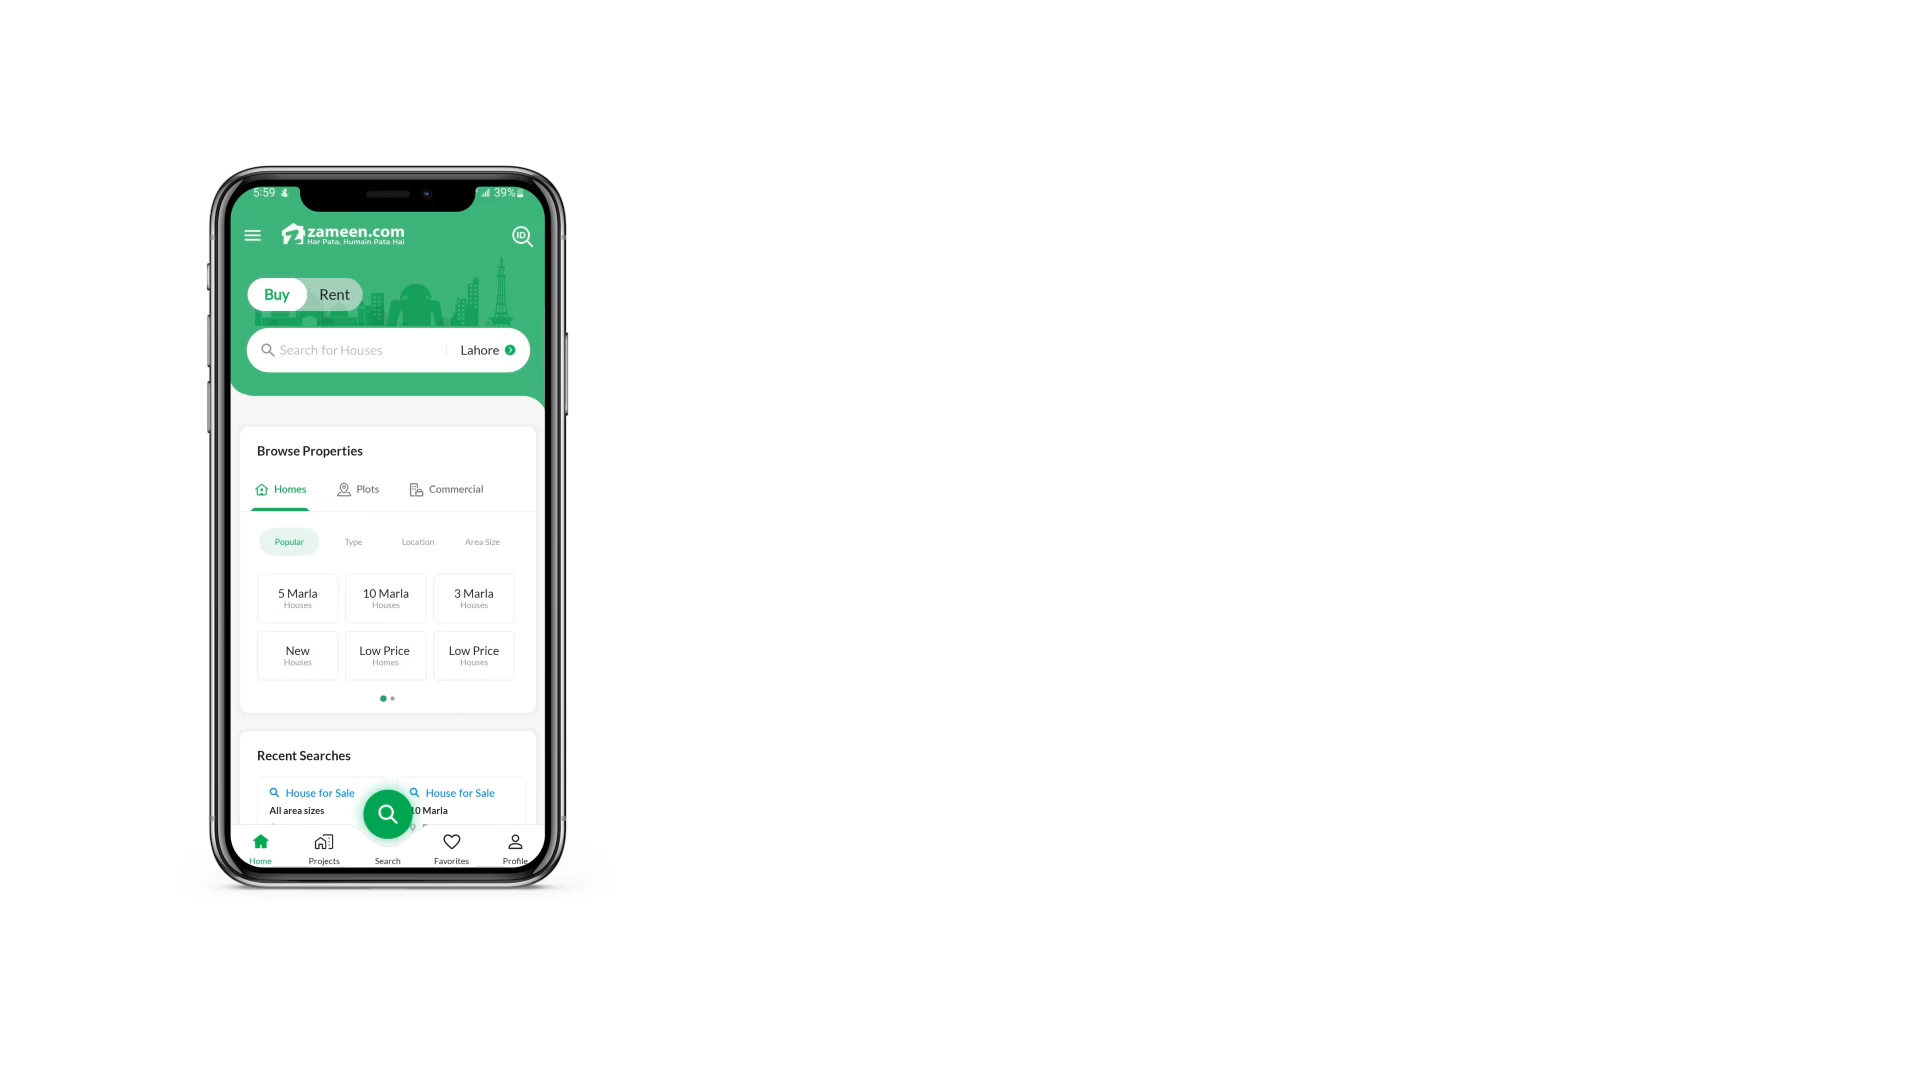 5:59 39%
zameen.com
Har Pata, Humain Pata Hai
ID
Buy Rent
Search for Houses Lahore
Browse Properties
Homes Plots Commercial
Popular Type Location Area Size
5 Marla 10 Marla 3 Marla
Houses Houses Houses
New Low Price Low Price
Houses Homes Houses
Recent Searches
House for Sale House for Sale
All area sizes 10 Marla
Home Projects Search Favorites Profile